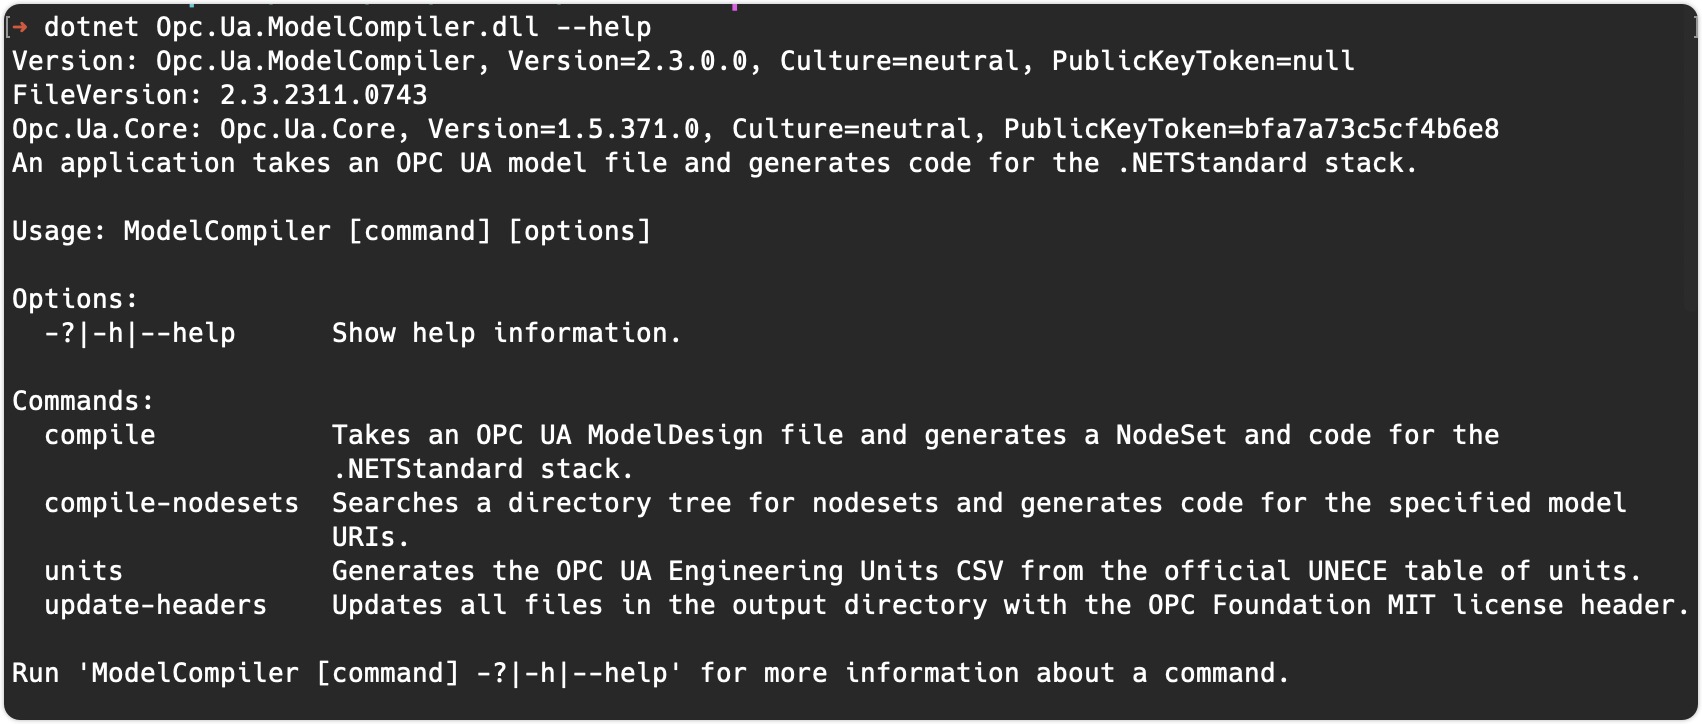 ➜ dotnet Opc.Ua.ModelCompiler.dll --help
Version: Opc.Ua.ModelCompiler, Version=2.3.0.0, Culture=neutral, PublicKeyToken=null
FileVersion: 2.3.2311.0743
Opc.Ua.Core: Opc.Ua.Core, Version=1.5.371.0, Culture=neutral, PublicKeyToken=bfa7a73c5cf4b6e8
An application takes an OPC UA model file and generates code for the .NETStandard stack.

Usage: ModelCompiler [command] [options]

Options:
  -?|-h|--help      Show help information.

Commands:
  compile           Takes an OPC UA ModelDesign file and generates a NodeSet and code for the
                    .NETStandard stack.
  compile-nodesets  Searches a directory tree for nodesets and generates code for the specified model
                    URIs.
  units             Generates the OPC UA Engineering Units CSV from the official UNECE table of units.
  update-headers    Updates all files in the output directory with the OPC Foundation MIT license header.

Run 'ModelCompiler [command] -?|-h|--help' for more information about a command.